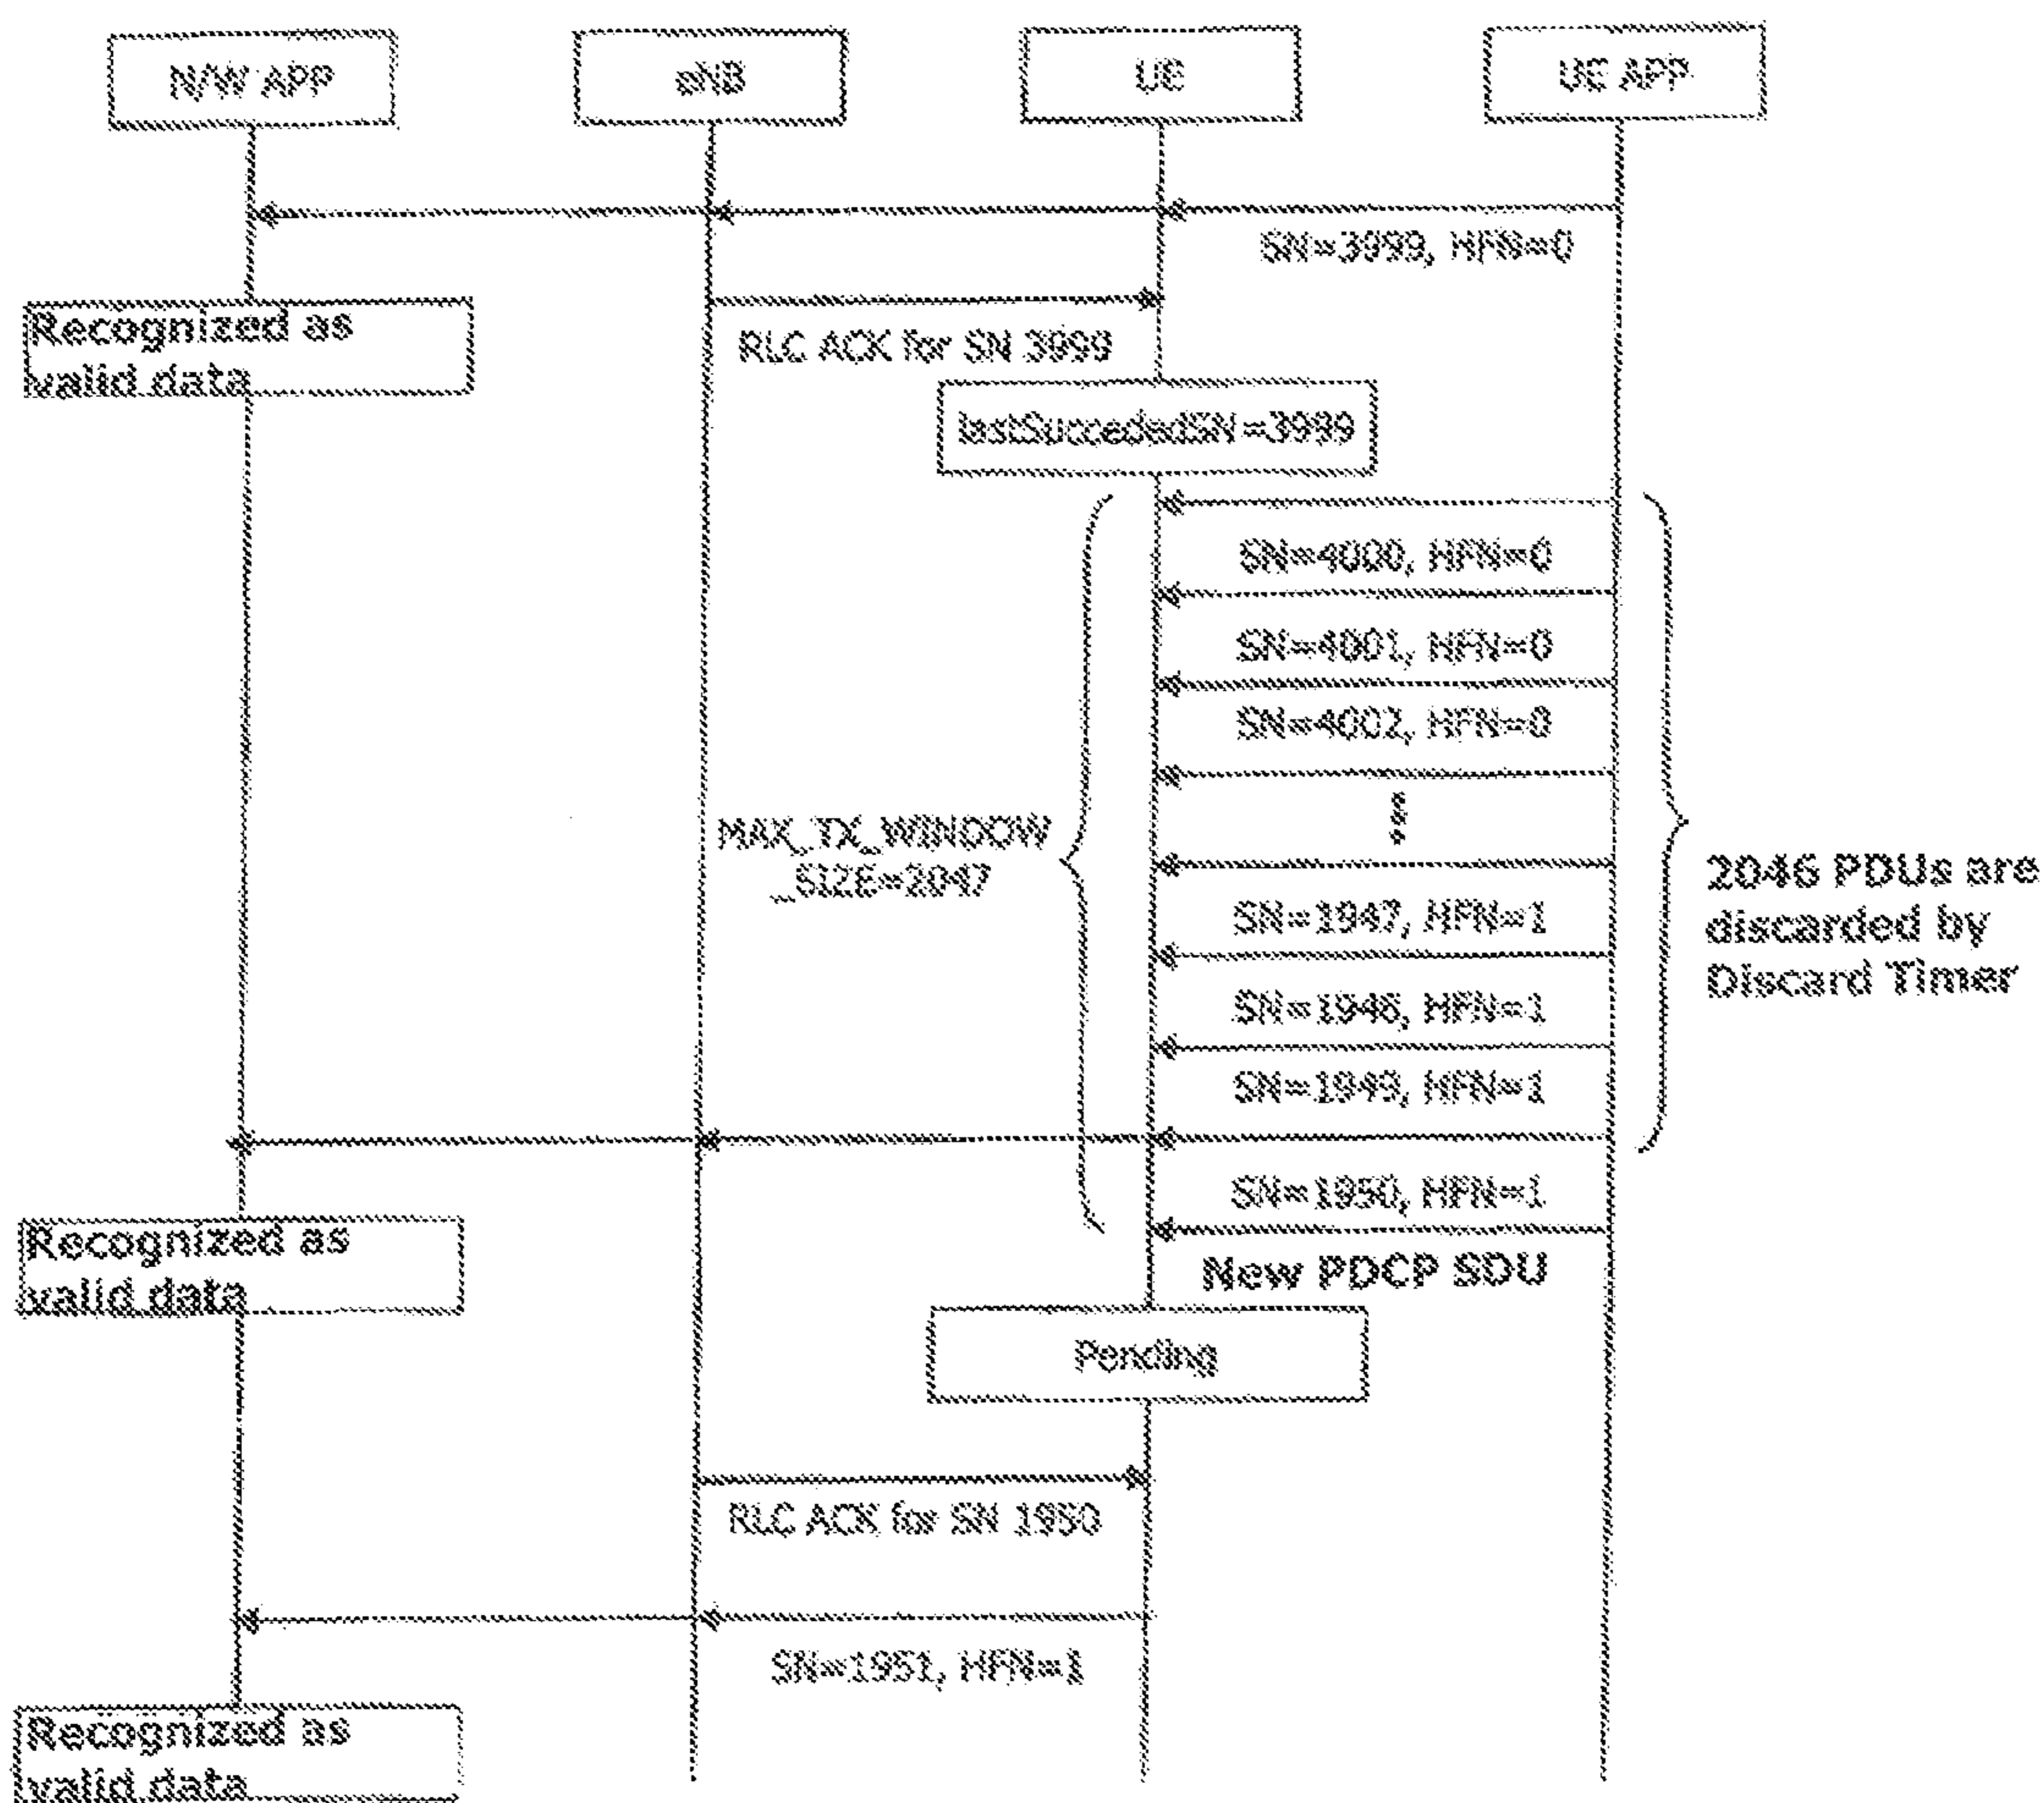 N/W APP
eNB
UE
UE APP
SN=3999, HFN=0
RLC ACK for SN 3999
Recognized as
valid data
lastSuccededSN=3999
SN=4000, HFN=0
SN=4001, HFN=0
SN=4002, HFN=0
MAX_TX_WINDOW
_SIZE=2047
2046 PDUs are
discarded by
Discard Timer
SN=1947, HFN=1
SN=1948, HFN=1
SN=1949, HFN=1
SN=1950, HFN=1
Recognized as
valid data
New PDCP SDU
Pending
RLC ACK for SN 1950
SN=1951, HFN=1
Recognized as
valid data